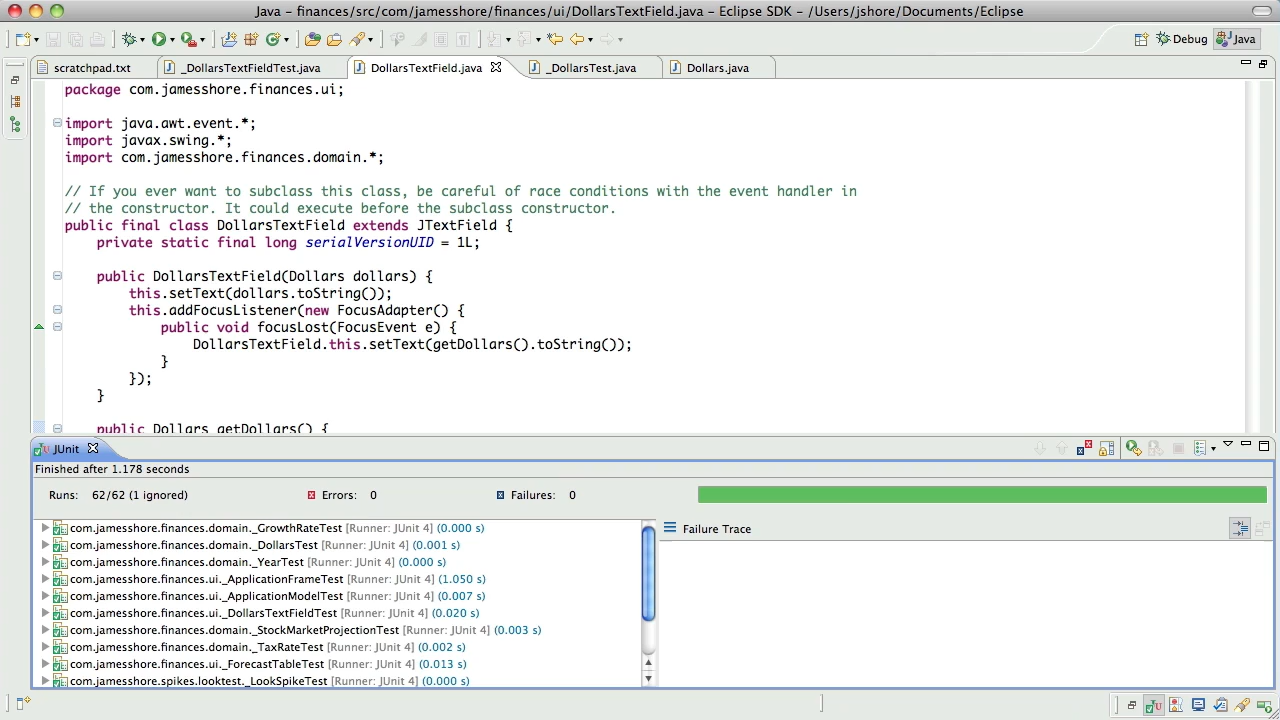 Java – finances/src/com/jamesshore/finances/ui/DollarsTextField.java – Eclipse SDK – /Users/jshore/Documents/Eclipse
Debug Java
scratchpad.txt _DollarsTextFieldTest.java DollarsTextField.java _DollarsTest.java Dollars.java
package com.jamesshore.finances.ui;
import java.awt.event.*;
import javax.swing.*;
import com.jamesshore.finances.domain.*;
// If you ever want to subclass this class, be careful of race conditions with the event handler in
// the constructor. It could execute before the subclass constructor.
public final class DollarsTextField extends JTextField {
private static final long serialVersionUID = 1L;
public DollarsTextField(Dollars dollars) {
this.setText(dollars.toString());
this.addFocusListener(new FocusAdapter() {
public void focusLost(FocusEvent e) {
DollarsTextField.this.setText(getDollars().toString());
}
});
}
public Dollars getDollars() {
JUnit
Finished after 1.178 seconds
Runs: 62/62 (1 ignored) Errors: 0 Failures: 0
com.jamesshore.finances.domain._GrowthRateTest [Runner: JUnit 4] (0.000 s)
Failure Trace
com.jamesshore.finances.domain._DollarsTest [Runner: JUnit 4] (0.001 s)
com.jamesshore.finances.domain._YearTest [Runner: JUnit 4] (0.000 s)
com.jamesshore.finances.ui._ApplicationFrameTest [Runner: JUnit 4] (1.050 s)
com.jamesshore.finances.ui._ApplicationModelTest [Runner: JUnit 4] (0.007 s)
com.jamesshore.finances.ui._DollarsTextFieldTest [Runner: JUnit 4] (0.020 s)
com.jamesshore.finances.domain._StockMarketProjectionTest [Runner: JUnit 4] (0.003 s)
com.jamesshore.finances.domain._TaxRateTest [Runner: JUnit 4] (0.002 s)
com.jamesshore.finances.ui._ForecastTableTest [Runner: JUnit 4] (0.013 s)
com.jamesshore.spikes.looktest._LookSpikeTest [Runner: JUnit 4] (0.000 s)